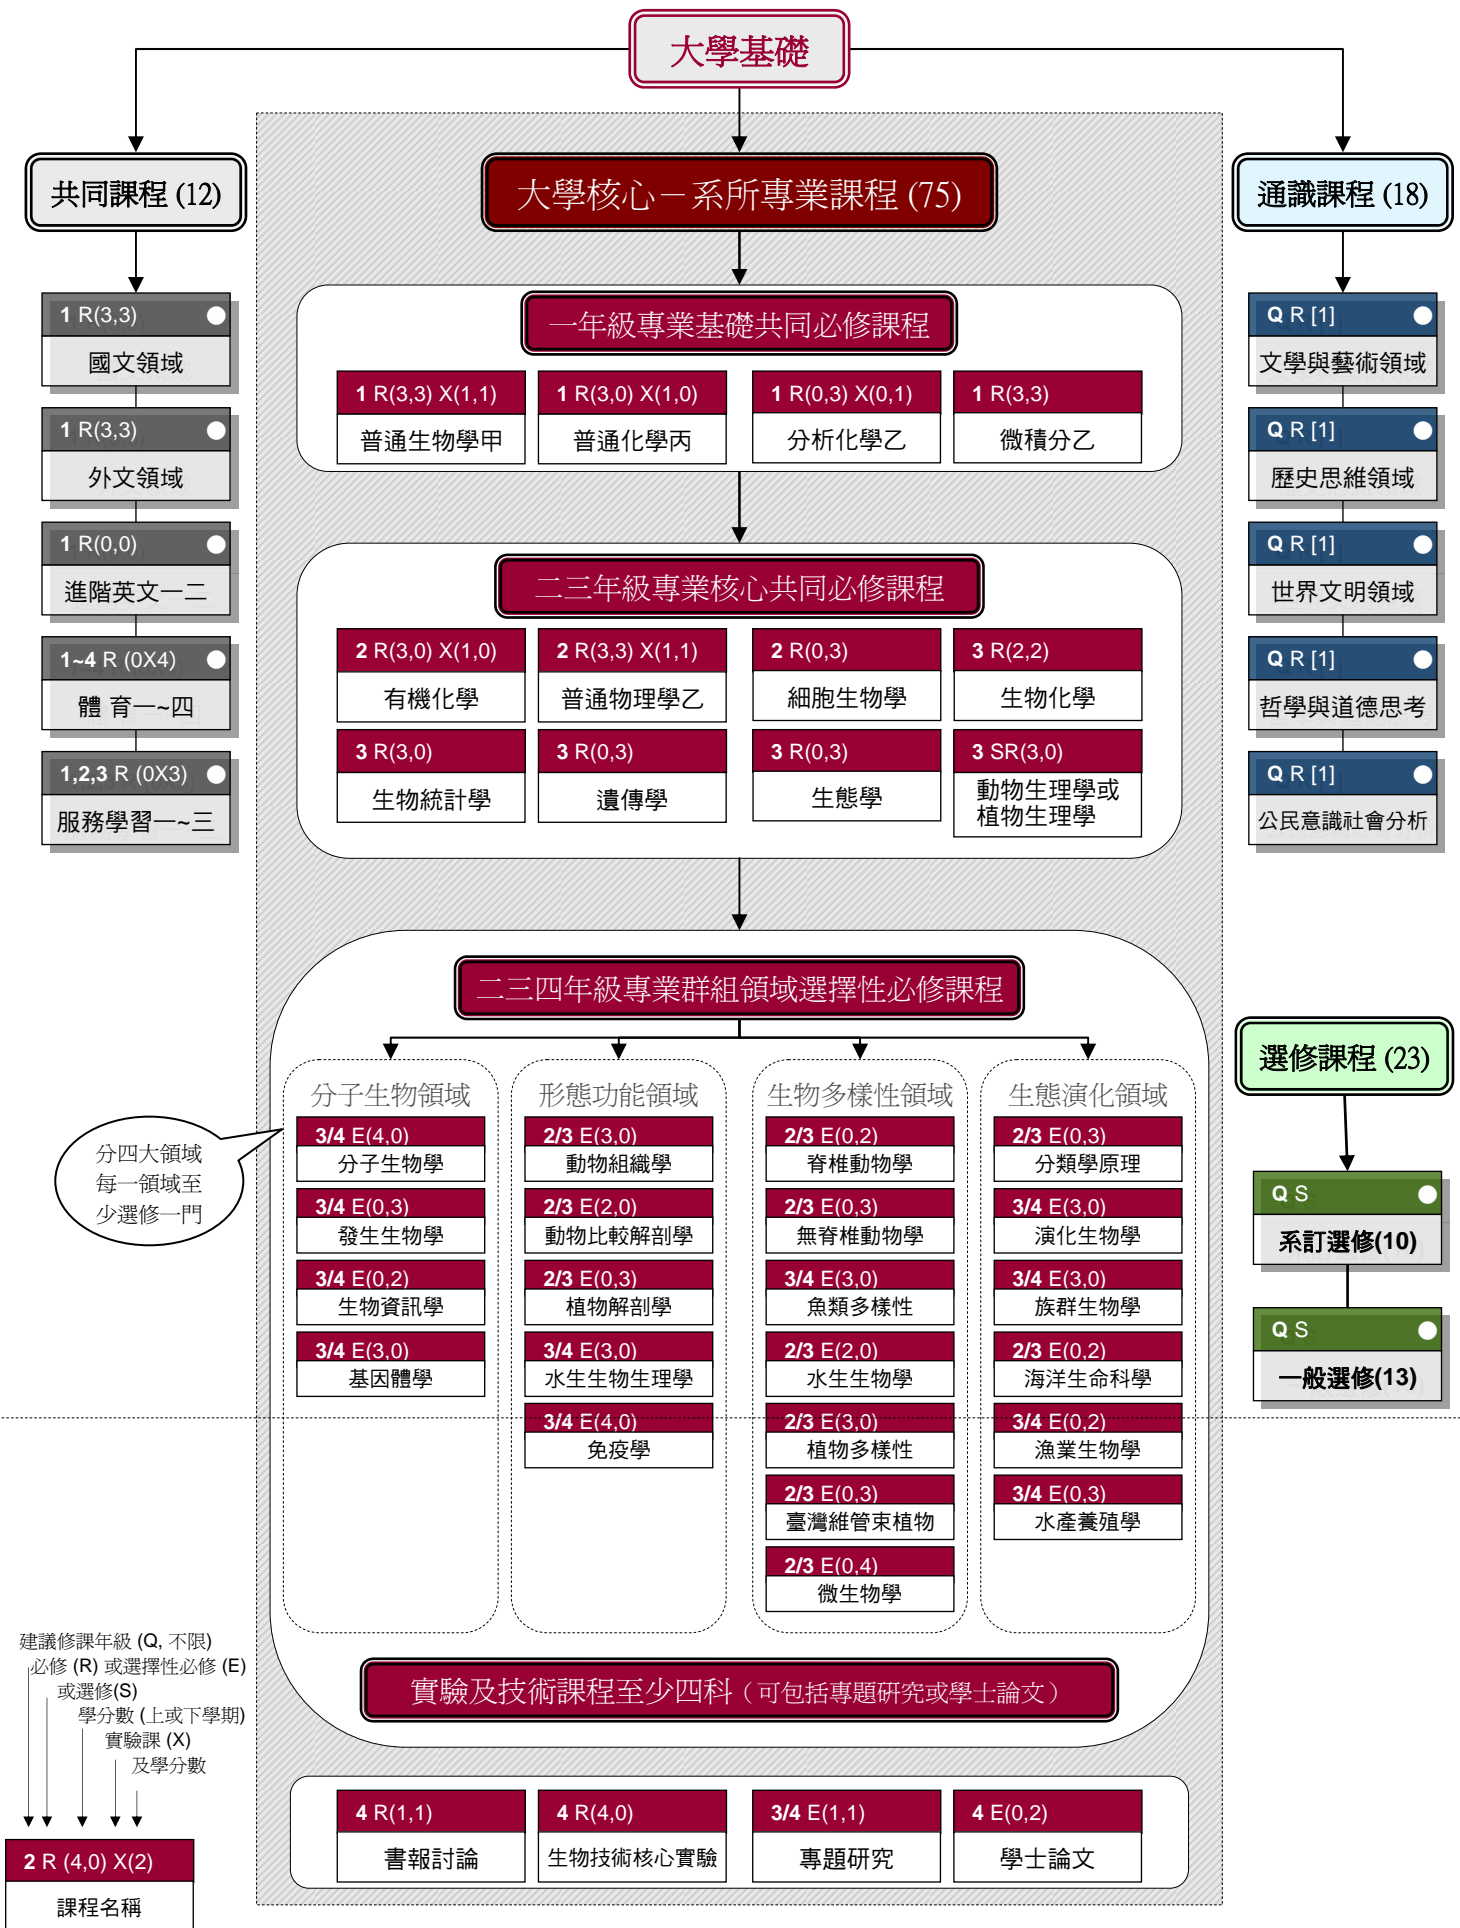 大學基礎
共同課程 (12)
大學核心－系所專業課程 (75)
通識課程 (18)
1 R(3,3)
國文領域
1 R(3,3)
外文領域
1 R(0,0)
進階英文一二
1~4 R (0X4)
體 育一~四
1,2,3 R (0X3)
服務學習一~三
一年級專業基礎共同必修課程
1 R(3,3) X(1,1)
普通生物學甲
1 R(3,0) X(1,0)
普通化學丙
1 R(0,3) X(0,1)
分析化學乙
1 R(3,3)
微積分乙
二三年級專業核心共同必修課程
2 R(3,0) X(1,0)
有機化學
2 R(3,3) X(1,1)
普通物理學乙
2 R(0,3)
細胞生物學
3 R(2,2)
生物化學
3 R(3,0)
生物統計學
3 R(0,3)
遺傳學
3 R(0,3)
生態學
3 SR(3,0)
動物生理學或
植物生理學
Q R [1]
文學與藝術領域
Q R [1]
歷史思維領域
Q R [1]
世界文明領域
Q R [1]
哲學與道德思考
Q R [1]
公民意識社會分析
二三四年級專業群組領域選擇性必修課程
分四大領域
每一領域至
少選修一門
分子生物領域
3/4 E(4,0)
分子生物學
3/4 E(0,3)
發生生物學
3/4 E(0,2)
生物資訊學
3/4 E(3,0)
基因體學
形態功能領域
2/3 E(3,0)
動物組織學
2/3 E(2,0)
動物比較解剖學
2/3 E(0,3)
植物解剖學
3/4 E(3,0)
水生生物生理學
3/4 E(4,0)
免疫學
生物多樣性領域
2/3 E(0,2)
脊椎動物學
2/3 E(0,3)
無脊椎動物學
3/4 E(3,0)
魚類多樣性
2/3 E(2,0)
水生生物學
2/3 E(3,0)
植物多樣性
2/3 E(0,3)
臺灣維管束植物
2/3 E(0,4)
微生物學
生態演化領域
2/3 E(0,3)
分類學原理
3/4 E(3,0)
演化生物學
3/4 E(3,0)
族群生物學
2/3 E(0,2)
海洋生命科學
3/4 E(0,2)
漁業生物學
3/4 E(0,3)
水產養殖學
選修課程 (23)
Q S
系訂選修(10)
Q S
一般選修(13)
實驗及技術課程至少四科（可包括專題研究或學士論文）
4 R(1,1)
書報討論
4 R(4,0)
生物技術核心實驗
3/4 E(1,1)
專題研究
4 E(0,2)
學士論文
建議修課年級 (Q, 不限)
必修 (R) 或選擇性必修 (E)
或選修(S)
學分數 (上或下學期)
實驗課 (X)
及學分數
2 R (4,0) X(2)
課程名稱